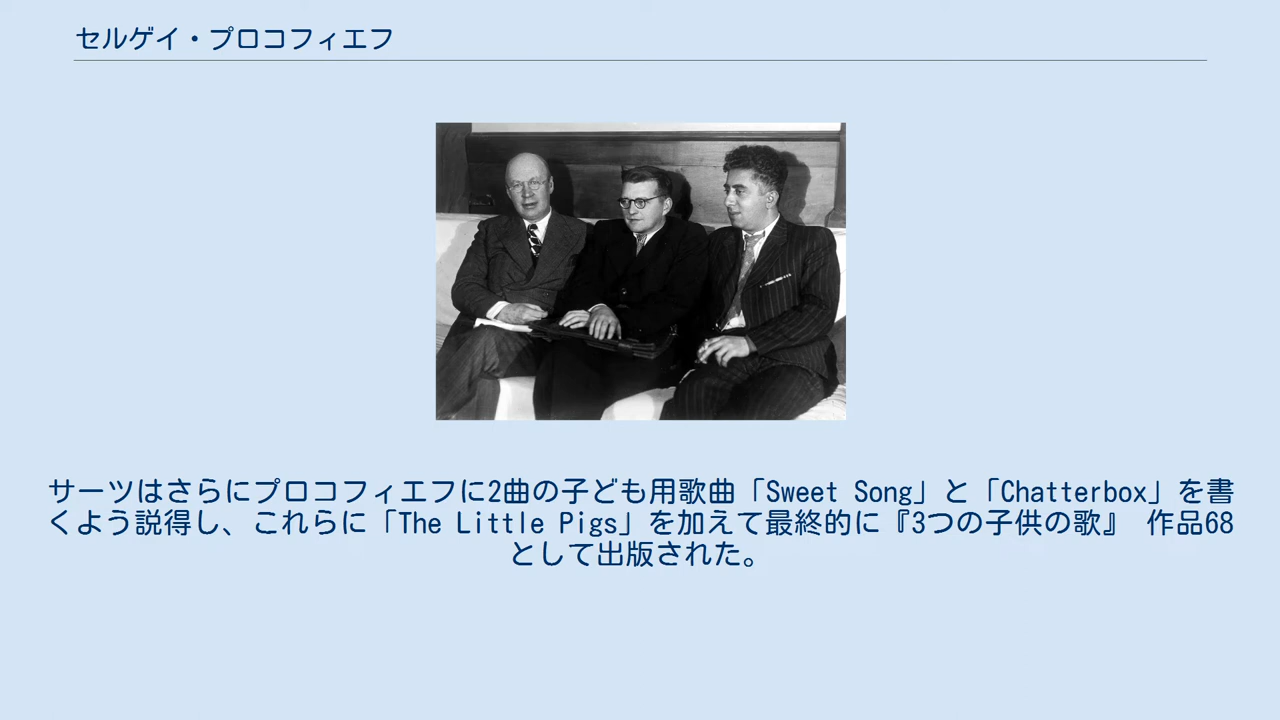 セルゲイ・プロコフィエフ
サーツはさらにプロコフィエフに2曲の子ども用歌曲「Sweet Song」と「Chatterbox」を書
くよう説得し、これらに「The Little Pigs」を加えて最終的に『3つの子供の歌』 作品68
として出版された。